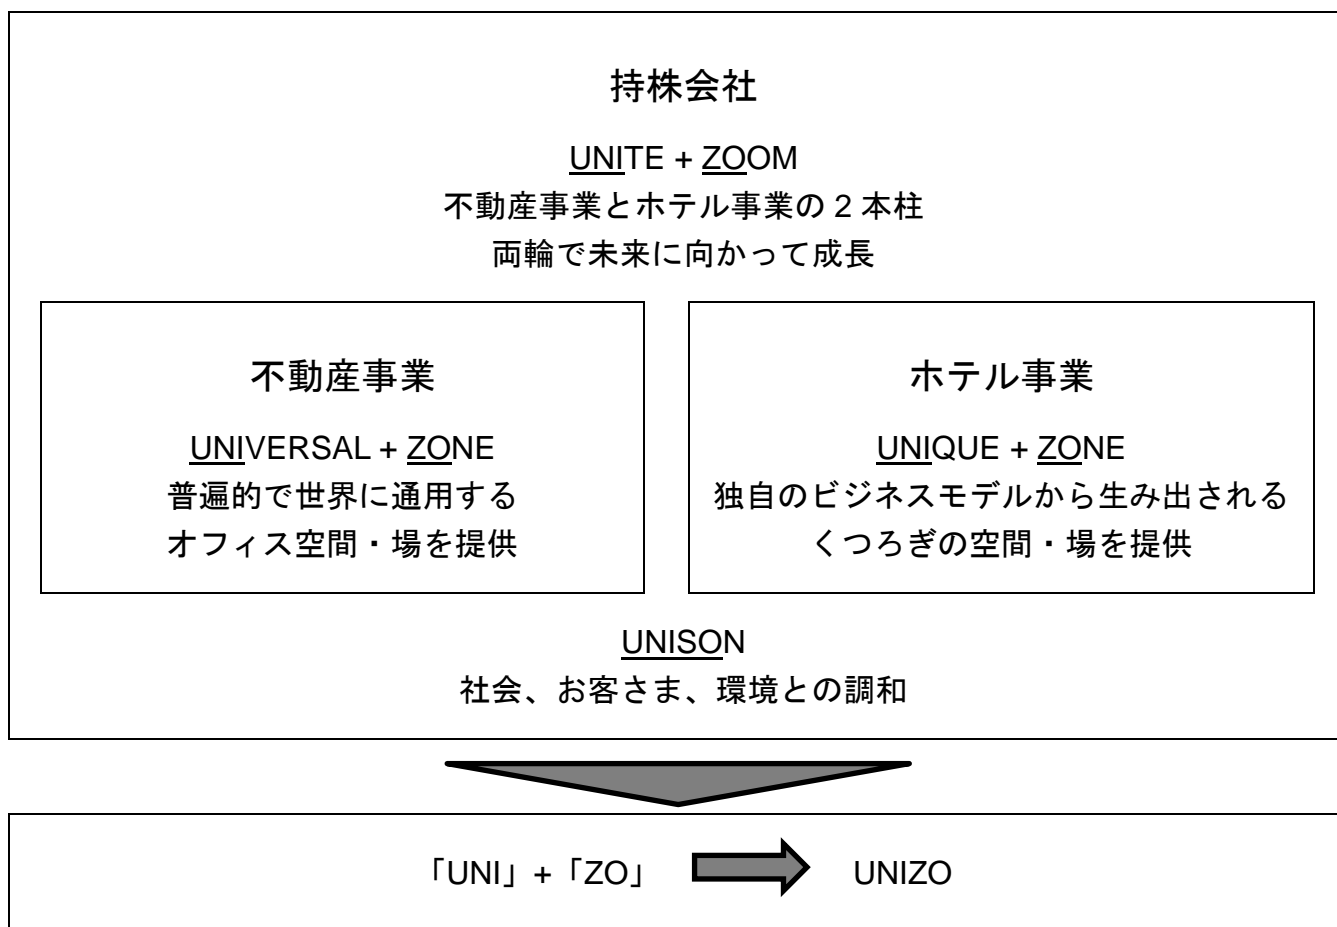 持株会社
UNITE + ZOOM
不動産事業とホテル事業の 2 本柱
両輪で未来に向かって成長
不動産事業
UNIVERSAL + ZONE
普遍的で世界に通用する
オフィス空間・場を提供
ホテル事業
UNIQUE + ZONE
独自のビジネスモデルから生み出される
くつろぎの空間・場を提供
UNISON
社会、お客さま、環境との調和
「UNI」+「ZO」 UNIZO